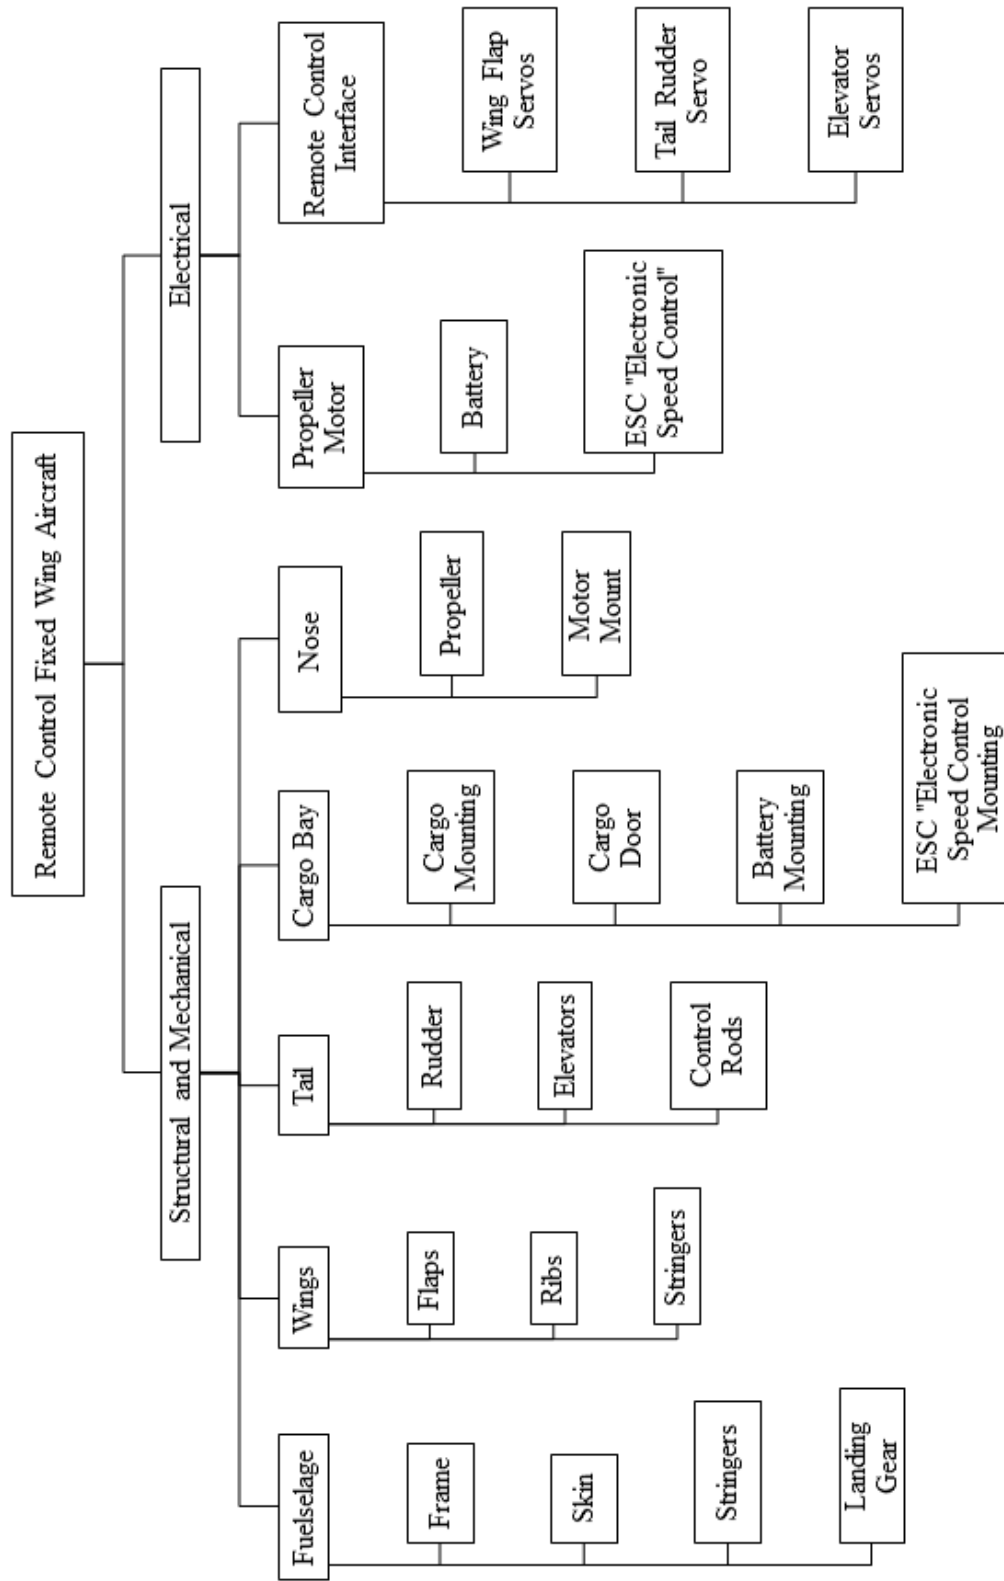 Remote Control Fixed Wing Aircraft
Structural and Mechanical
Electrical
Fuelselage
Wings
Tail
Cargo Bay
Nose
Propeller
Motor
Remote Control
Interface
Frame
Skin
Stringers
Landing
Gear
Flaps
Ribs
Stringers
Rudder
Elevators
Control
Rods
Cargo
Mounting
Cargo
Door
Battery
Mounting
ESC "Electronic
Speed Control
Mounting
Propeller
Motor
Mount
Battery
ESC "Electronic
Speed Control"
Wing Flap
Servos
Tail Rudder
Servo
Elevator
Servos